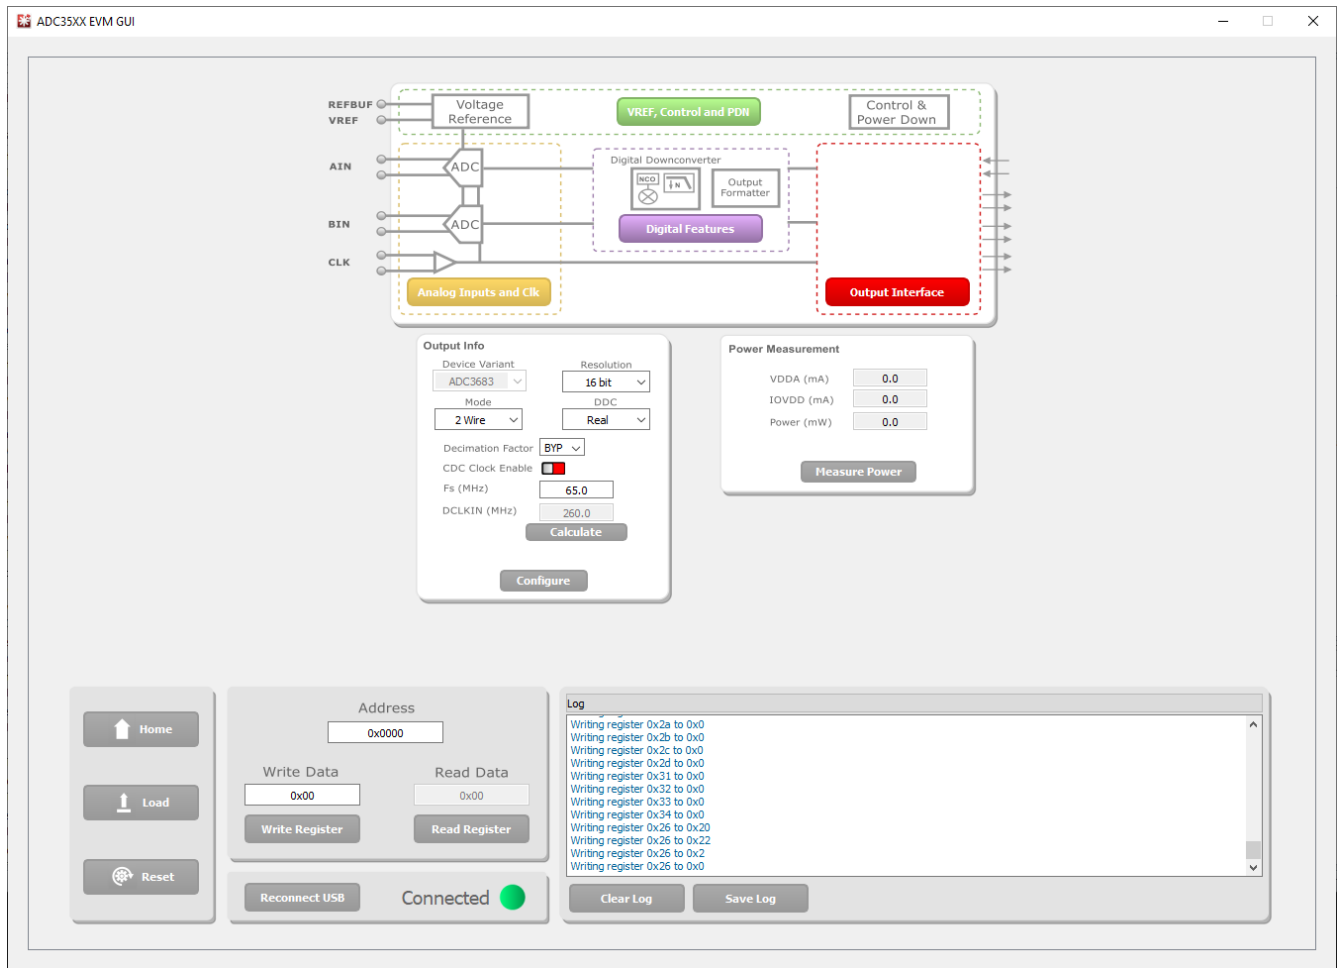 ADC35XX EVM GUI
REFBUF
VREF
Voltage
Reference
VREF, Control and PDN
Control &
Power Down
AIN
ADC
Digital Downconverter
NCO
N
Output
Formatter
BIN
ADC
Digital Features
CLK
Analog Inputs and Clk
Output Interface
Output Info
Device Variant
Resolution
ADC3683
16 bit
Mode
DDC
2 Wire
Real
Decimation Factor
BYP
CDC Clock Enable
Fs (MHz)
65.0
DCLKIN (MHz)
260.0
Calculate
Configure
Power Measurement
VDDA (mA)
0.0
IOVDD (mA)
0.0
Power (mW)
0.0
Measure Power
Home
Load
Reset
Address
0x0000
Write Data
Read Data
0x00
0x00
Write Register
Read Register
Reconnect USB
Connected
Log
Writing register 0x2a to 0x0
Writing register 0x2b to 0x0
Writing register 0x2c to 0x0
Writing register 0x2d to 0x0
Writing register 0x31 to 0x0
Writing register 0x32 to 0x0
Writing register 0x33 to 0x0
Writing register 0x34 to 0x0
Writing register 0x26 to 0x20
Writing register 0x26 to 0x22
Writing register 0x26 to 0x2
Writing register 0x26 to 0x0
Clear Log
Save Log